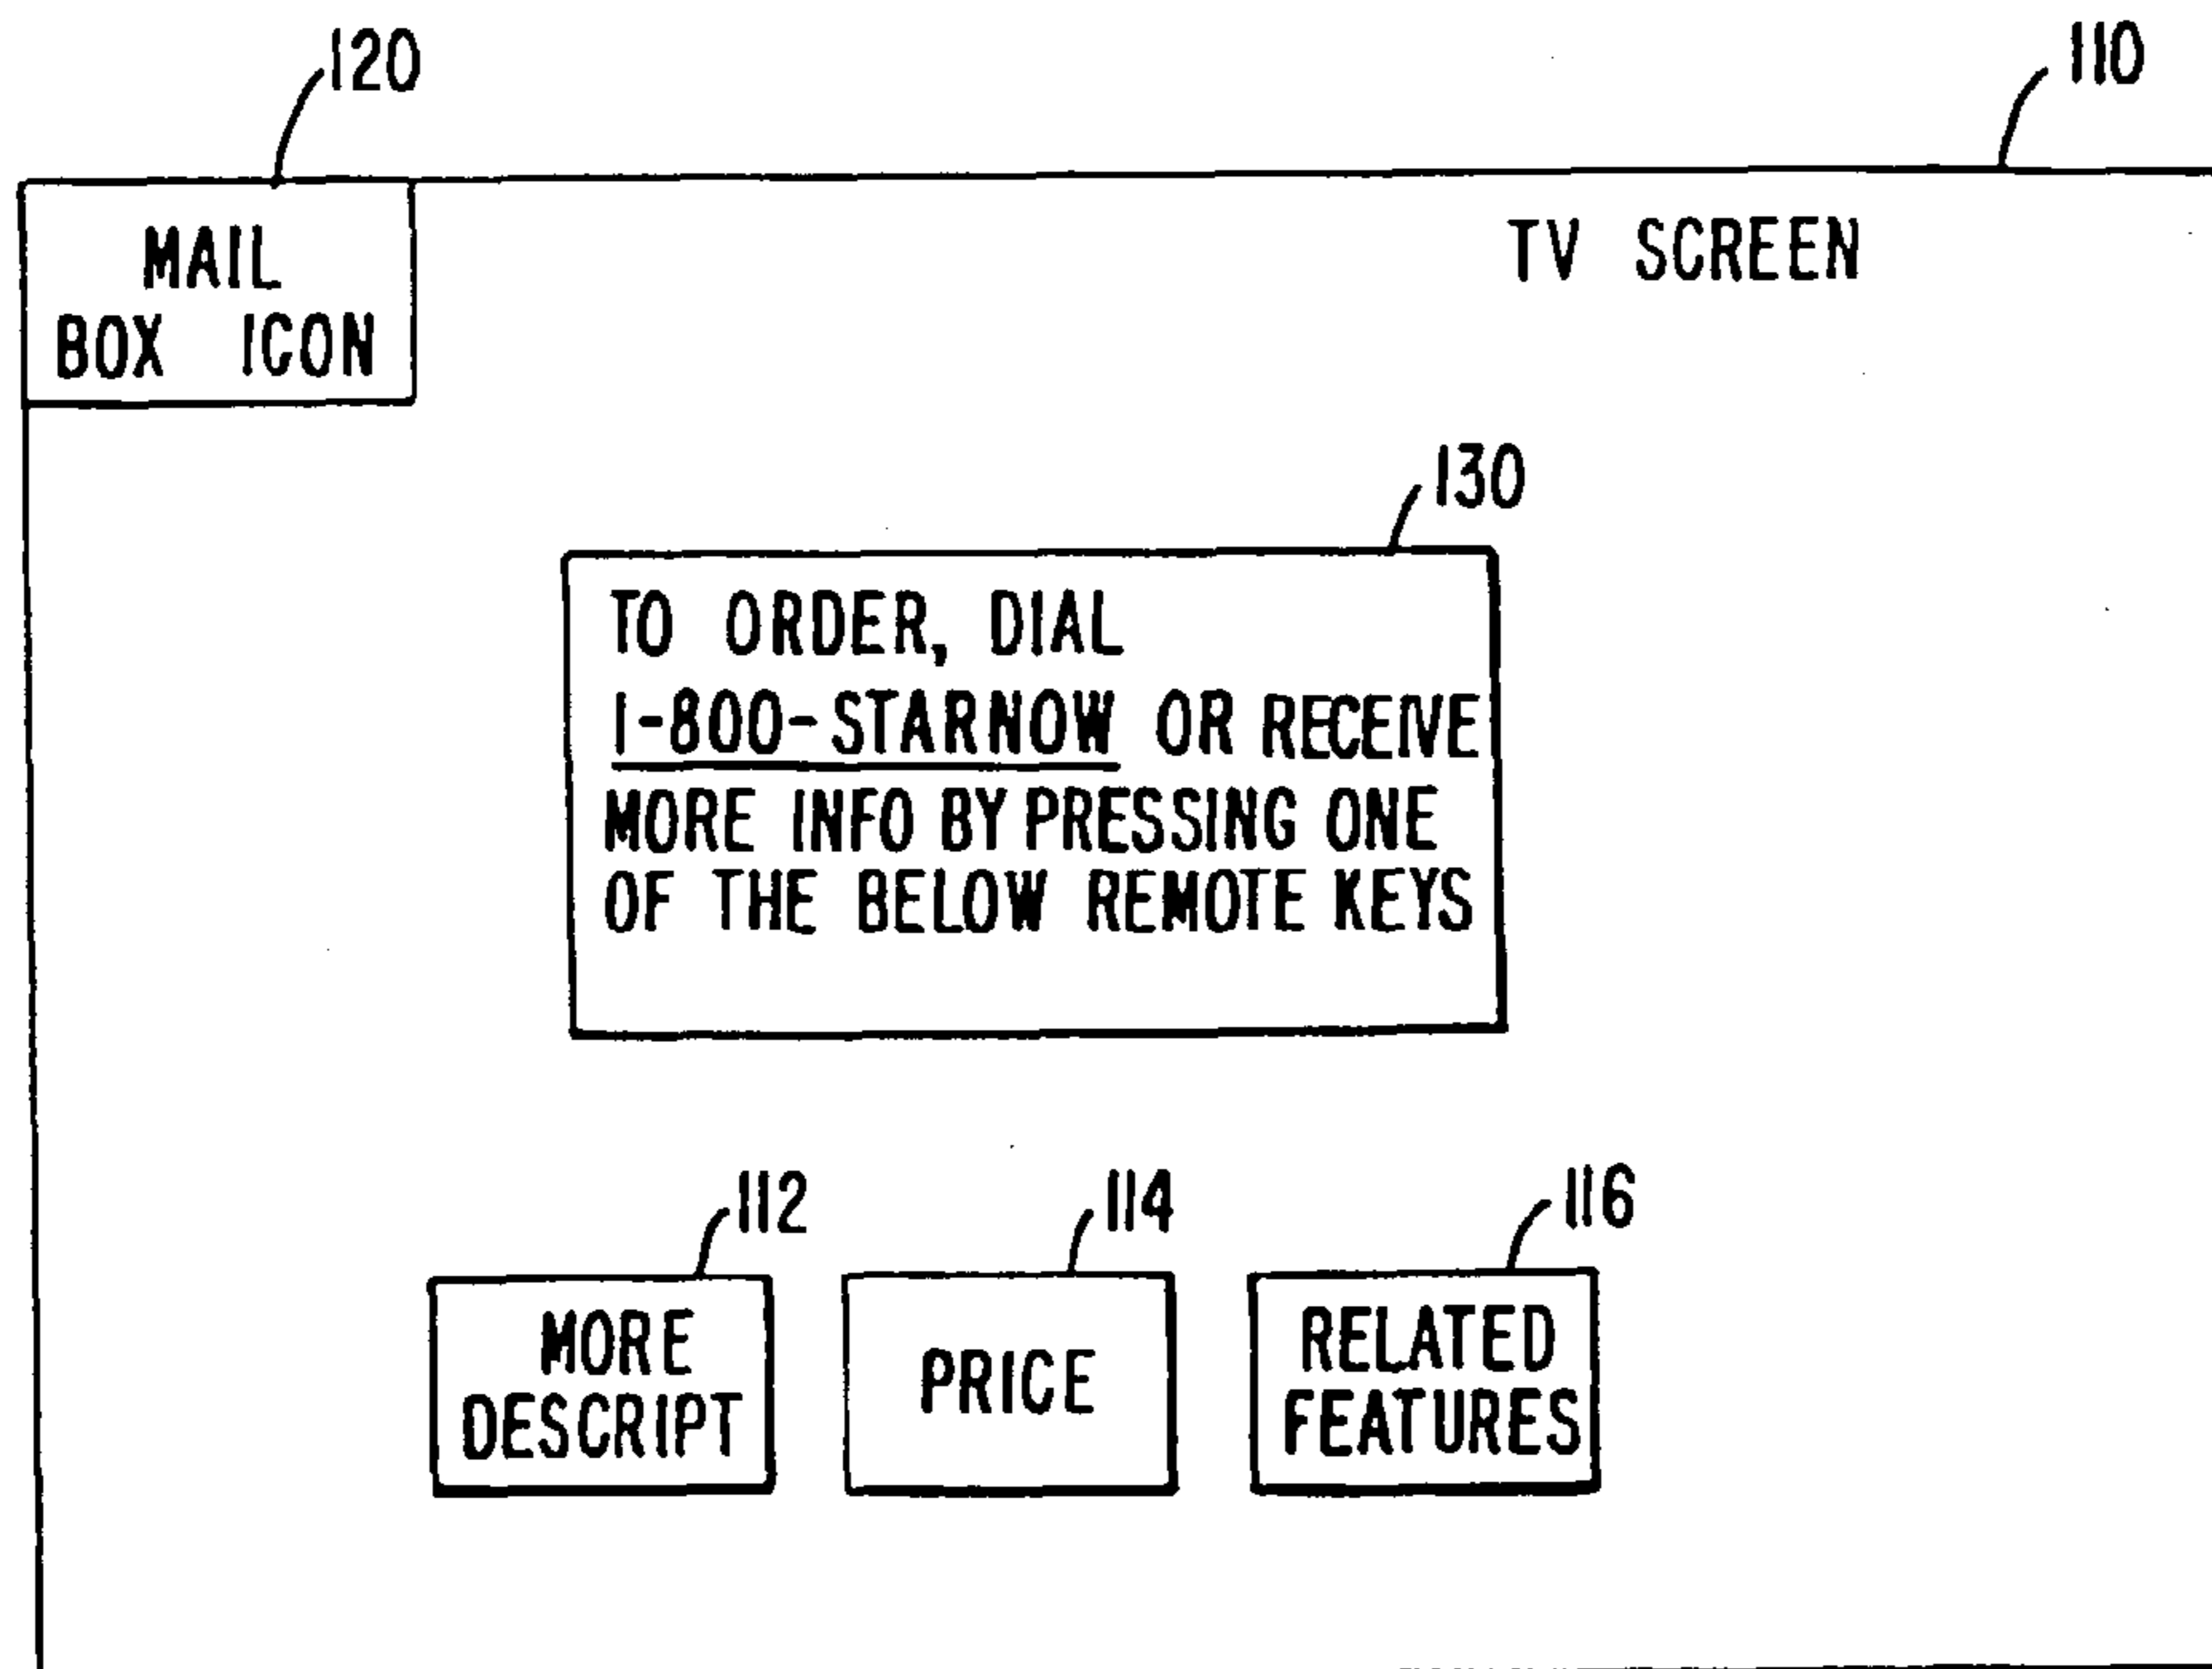 120
110
MAIL
BOX ICON
TV SCREEN
130
TO ORDER, DIAL
1-800-STARNOW OR RECEIVE
MORE INFO BY PRESSING ONE
OF THE BELOW REMOTE KEYS
112
114
116
MORE
DESCRIPT
PRICE
RELATED
FEATURES